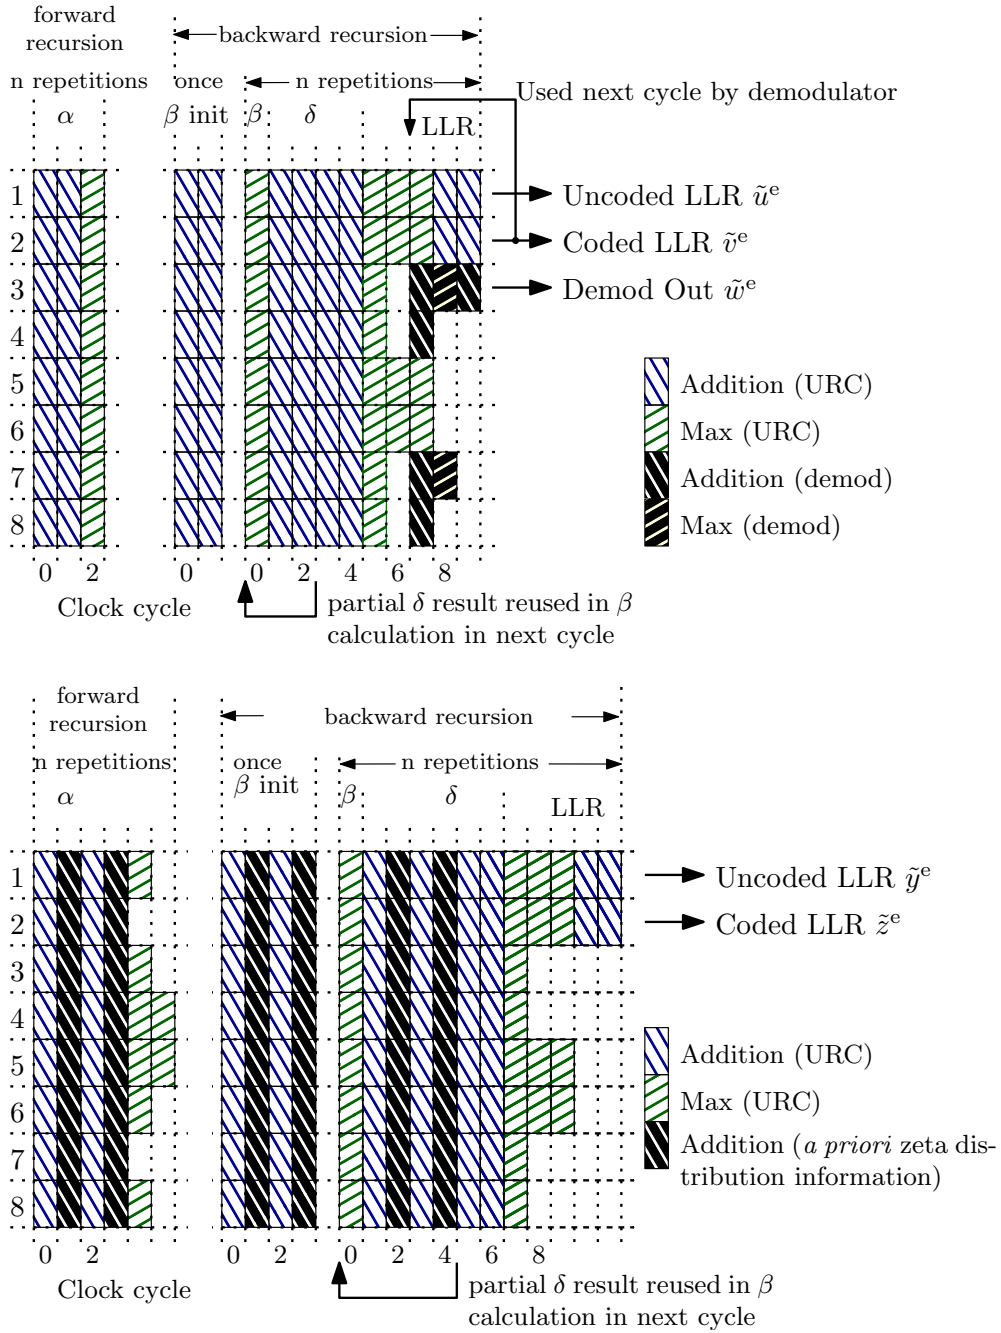 forward
recursion
backward recursion
n repetitions
once
n repetitions
Used next cycle by demodulator
α
β init
β
δ
LLR
1
Uncoded LLR ũᵉ
2
Coded LLR ṽᵉ
3
Demod Out w̃ᵉ
4
5
6
7
8
Addition (URC)
Max (URC)
Addition (demod)
Max (demod)
0 2 0 0 2 4 6 8
Clock cycle
partial δ result reused in β
calculation in next cycle
forward
recursion
backward recursion
n repetitions
once
n repetitions
α
β init
β
δ
LLR
1
Uncoded LLR ỹᵉ
2
Coded LLR z̃ᵉ
3
4
5
6
7
8
Addition (URC)
Max (URC)
Addition (a priori zeta dis-
tribution information)
0 2 0 2 0 2 4 6 8
Clock cycle
partial δ result reused in β
calculation in next cycle